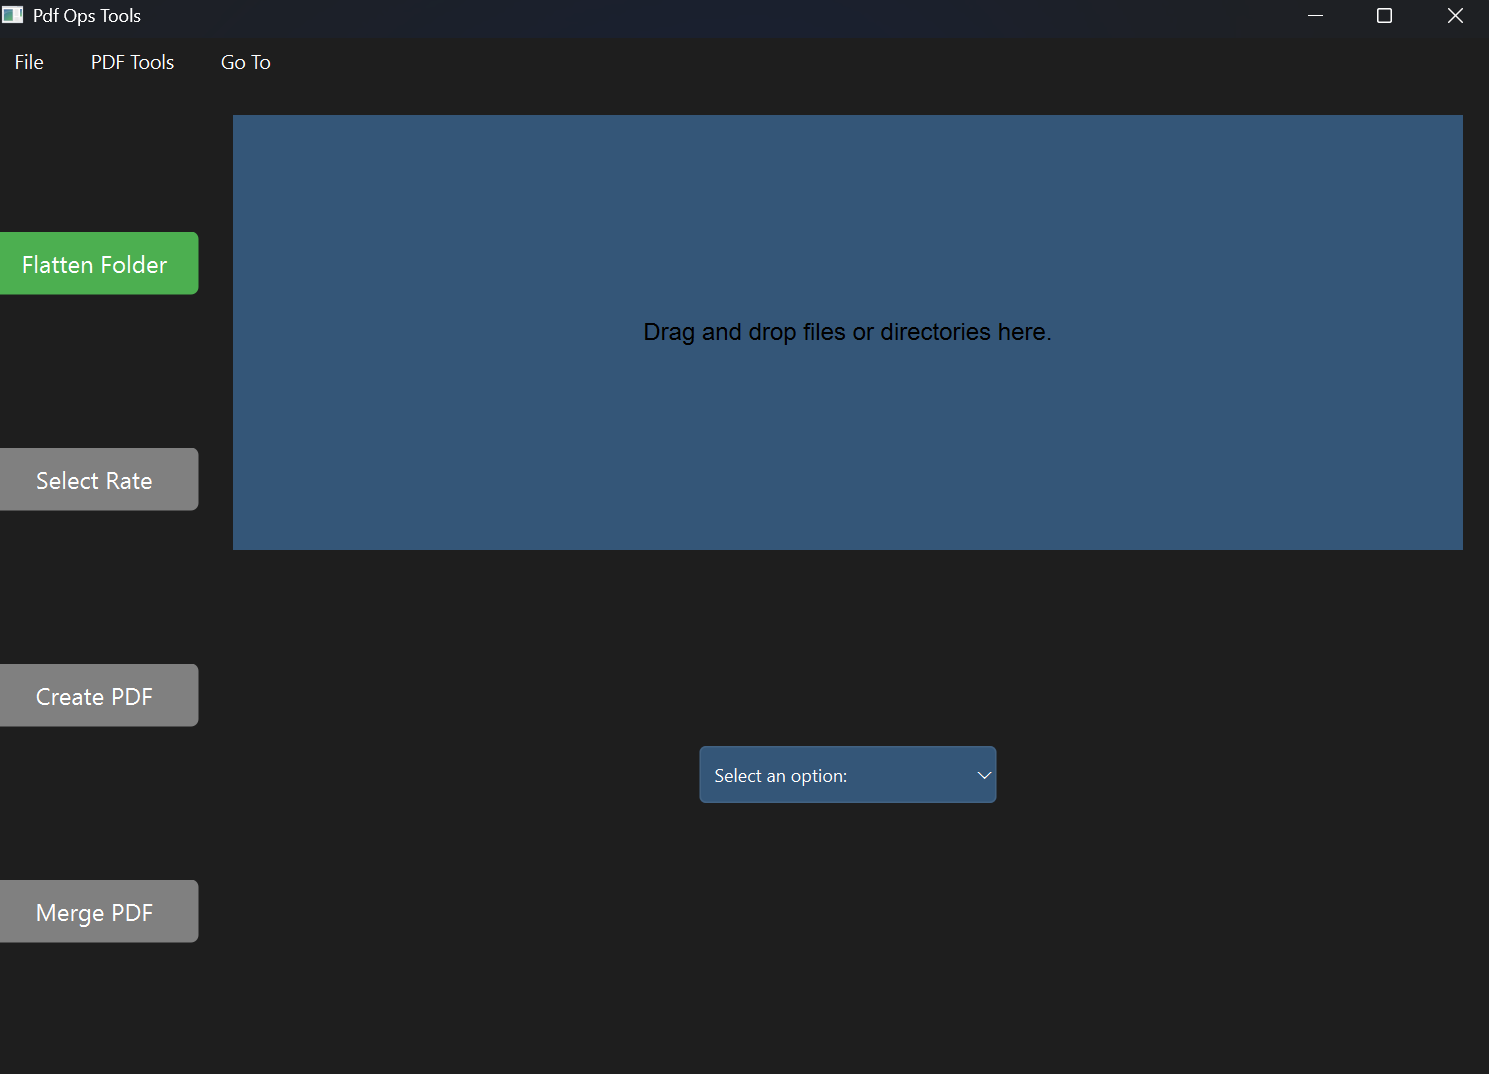 Pdf Ops Tools
File PDF Tools Go To
Flatten Folder
Drag and drop files or directories here.
Select Rate
Create PDF
Select an option:
Merge PDF